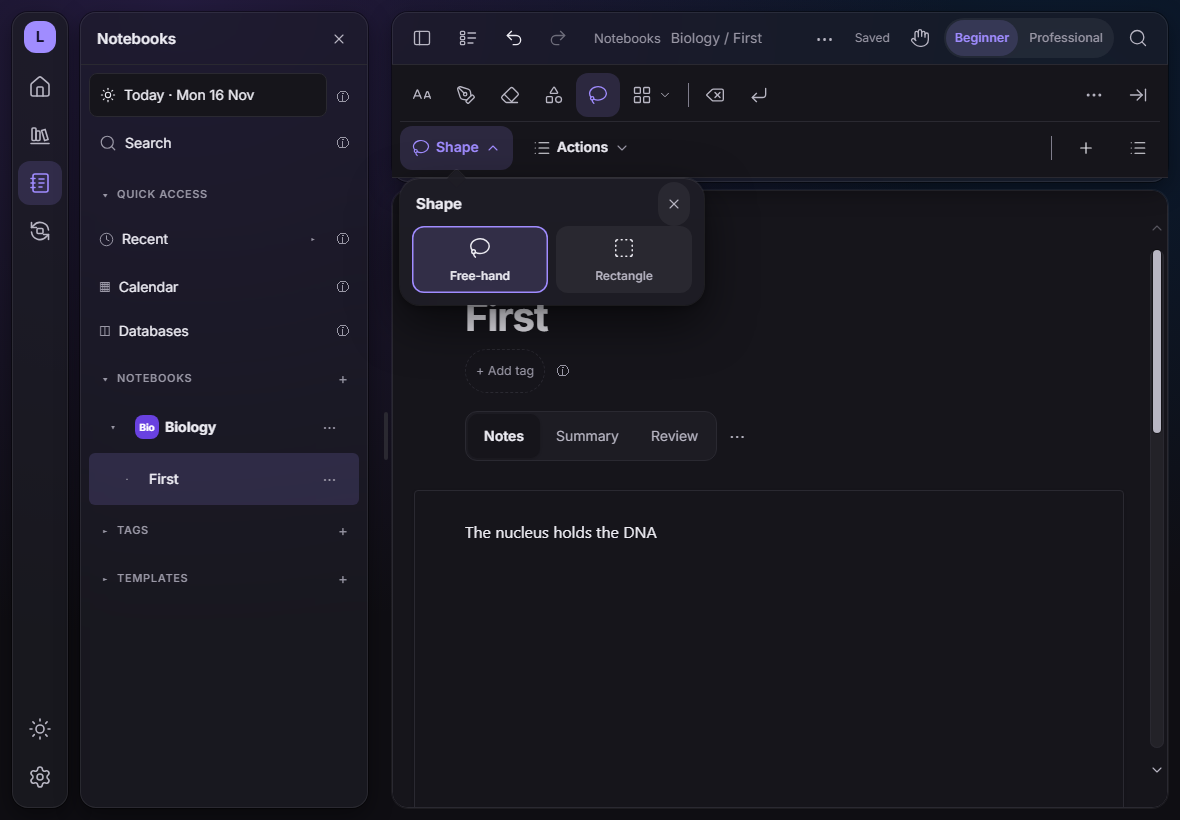 L
Notebooks
Today · Mon 16 Nov
Search
QUICK ACCESS
Recent
Calendar
Databases
NOTEBOOKS
Bio Biology
First
TAGS
TEMPLATES
Notebooks Biology / First
Saved
Beginner Professional
AA
Shape Actions
Shape
Free-hand Rectangle
First
+ Add tag
Notes Summary Review
The nucleus holds the DNA